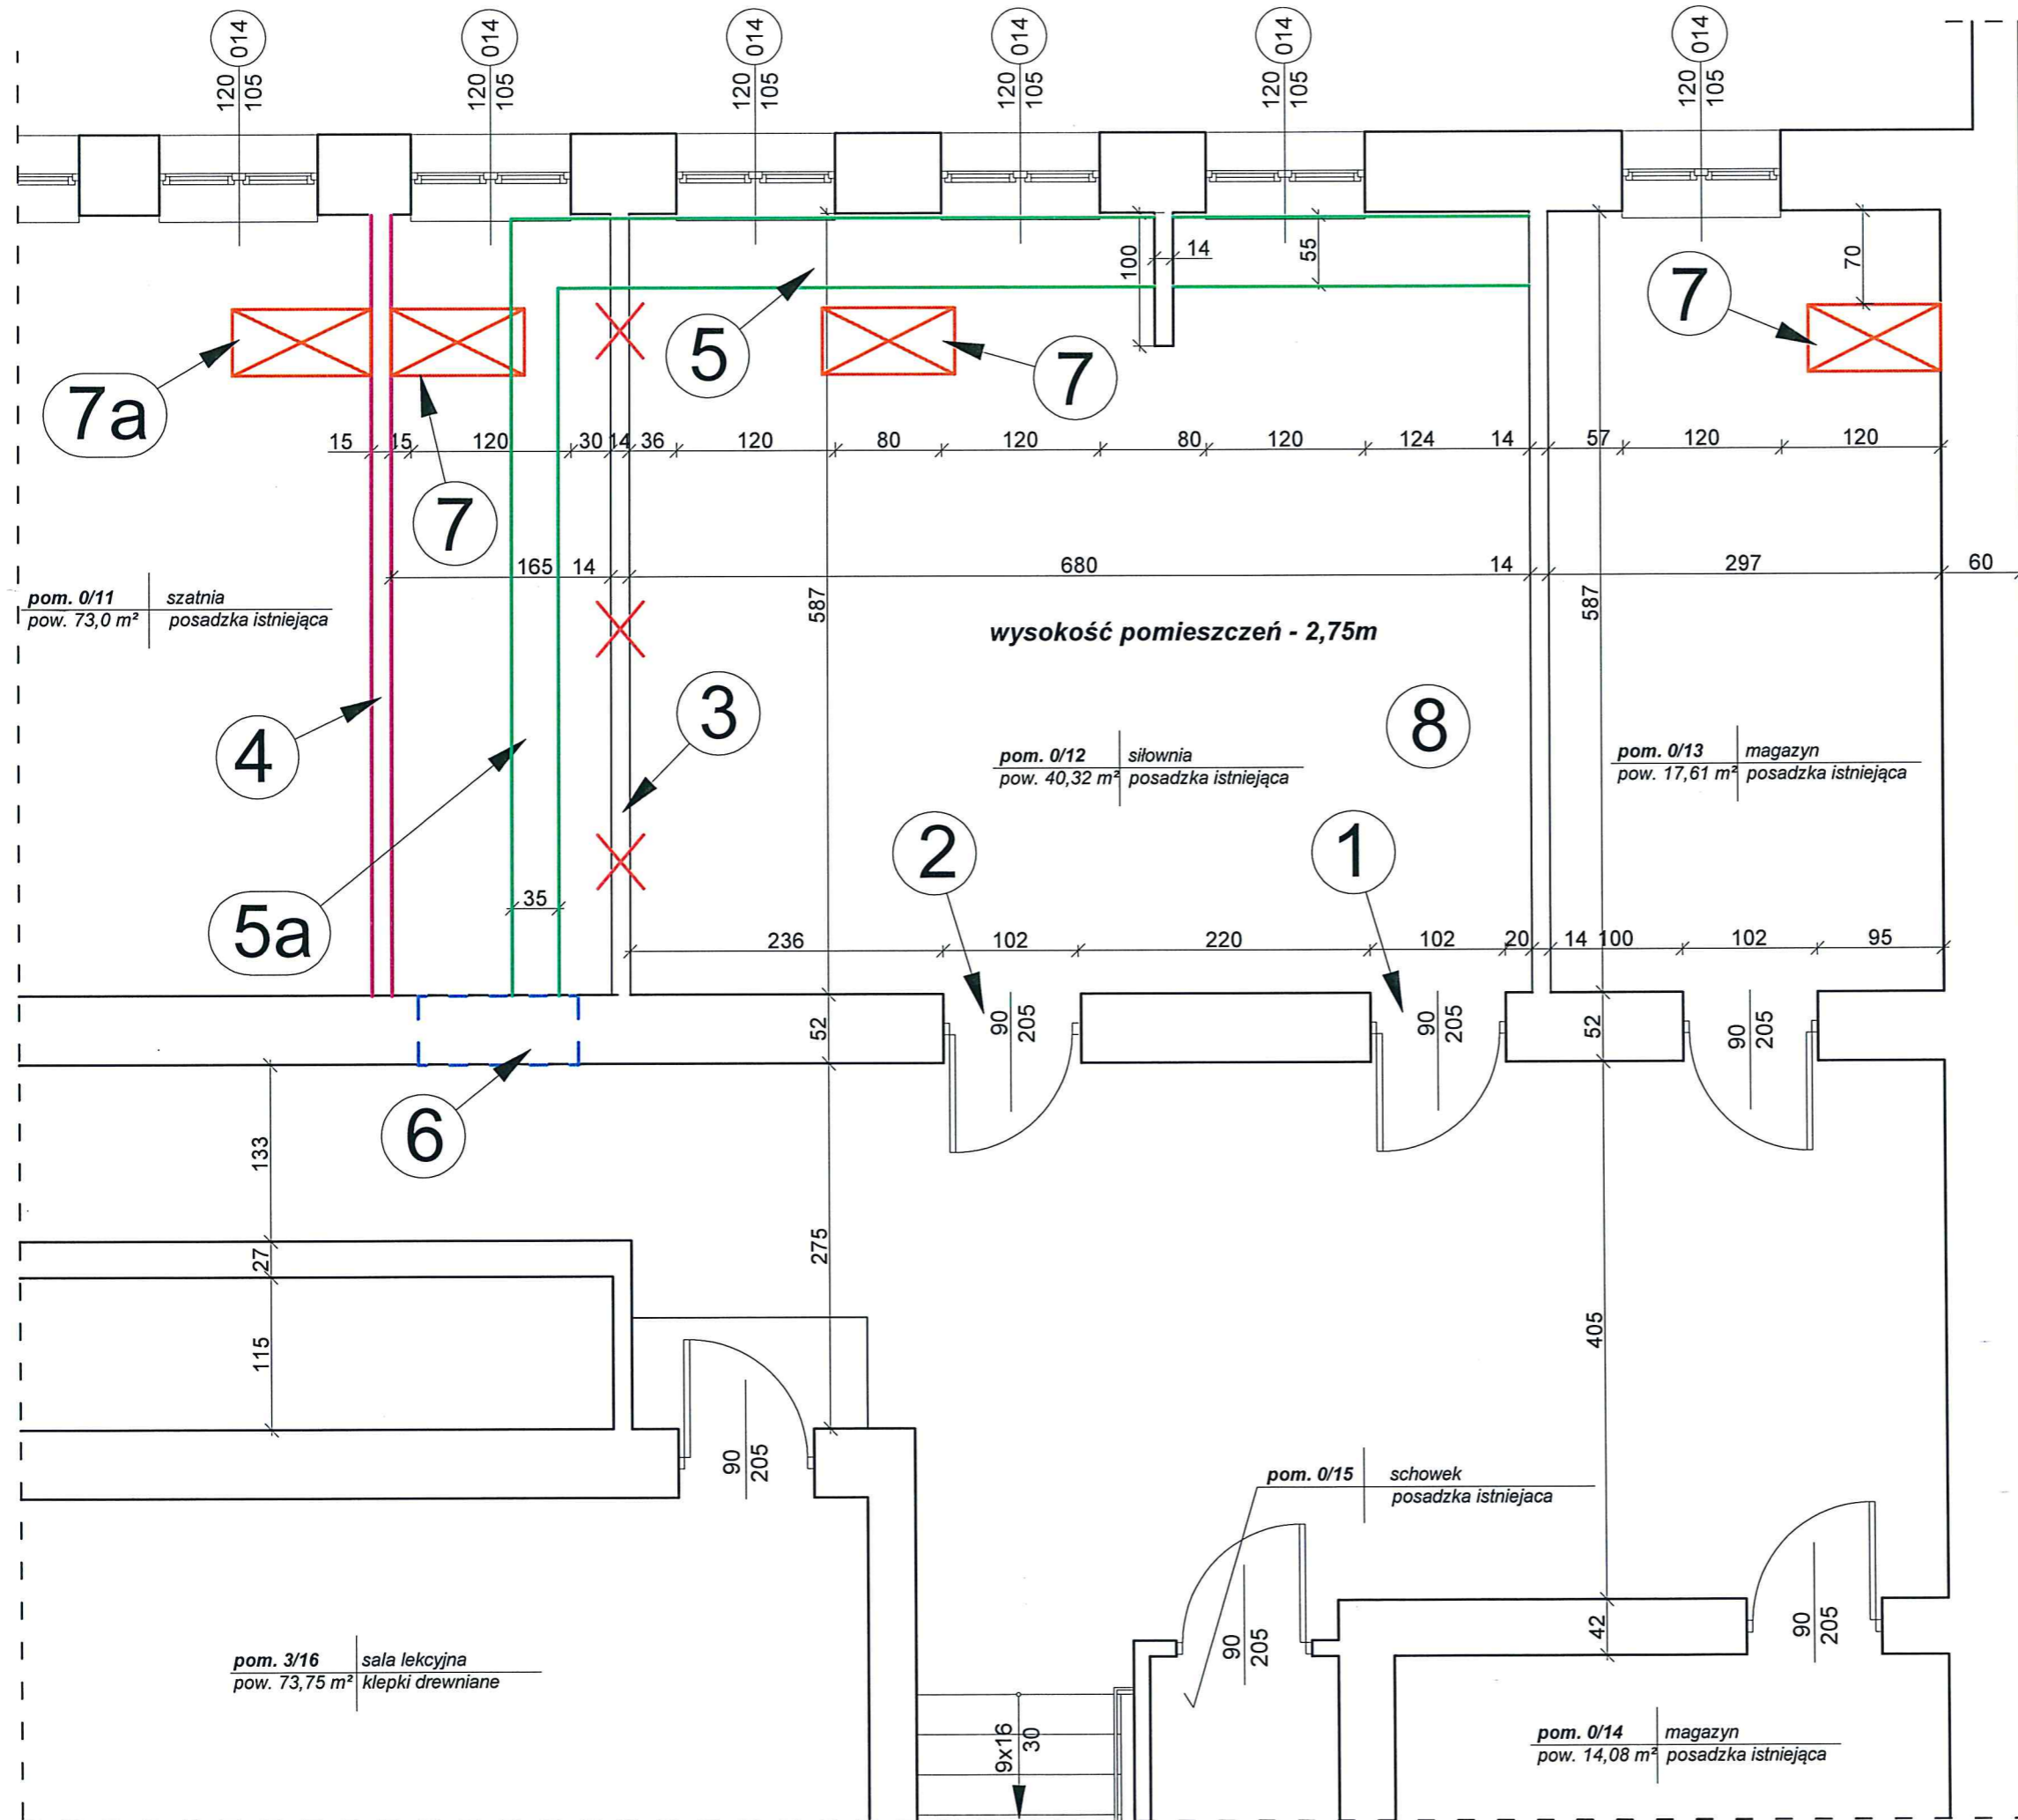 014 014 014 014 014 014
120 105 120 105 120 105 120 105 120 105 120 105
100 14 55 70
5 7 7
7a 7
15 15 120 30 14 36 120 80 120 80 120 124 14 57 120 120
165 14 680 14 297 60
587 587
pom. 0/11 szatnia
pow. 73,0 m² posadzka istniejąca
wysokość pomieszczeń - 2,75m
4 3 8
pom. 0/12 siłownia
pow. 40,32 m² posadzka istniejąca
pom. 0/13 magazyn
pow. 17,61 m² posadzka istniejąca
2 1
5a 35
236 102 220 102 20 14 100 102 95
52 90 205 90 205 52 90 205
6
133
27
115
275
405
90 205
pom. 0/15 schowek
posadzka istniejaca
90 205
42
90 205
pom. 3/16 sala lekcyjna
pow. 73,75 m² klepki drewniane
9x16
30
pom. 0/14 magazyn
pow. 14,08 m² posadzka istniejąca